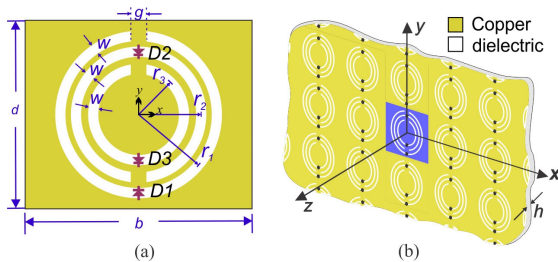 g
w
w
w
D2
r3
y
x
r2
r1
d
D3
D1
b
(a)
Copper
dielectric
y
x
z
h
(b)